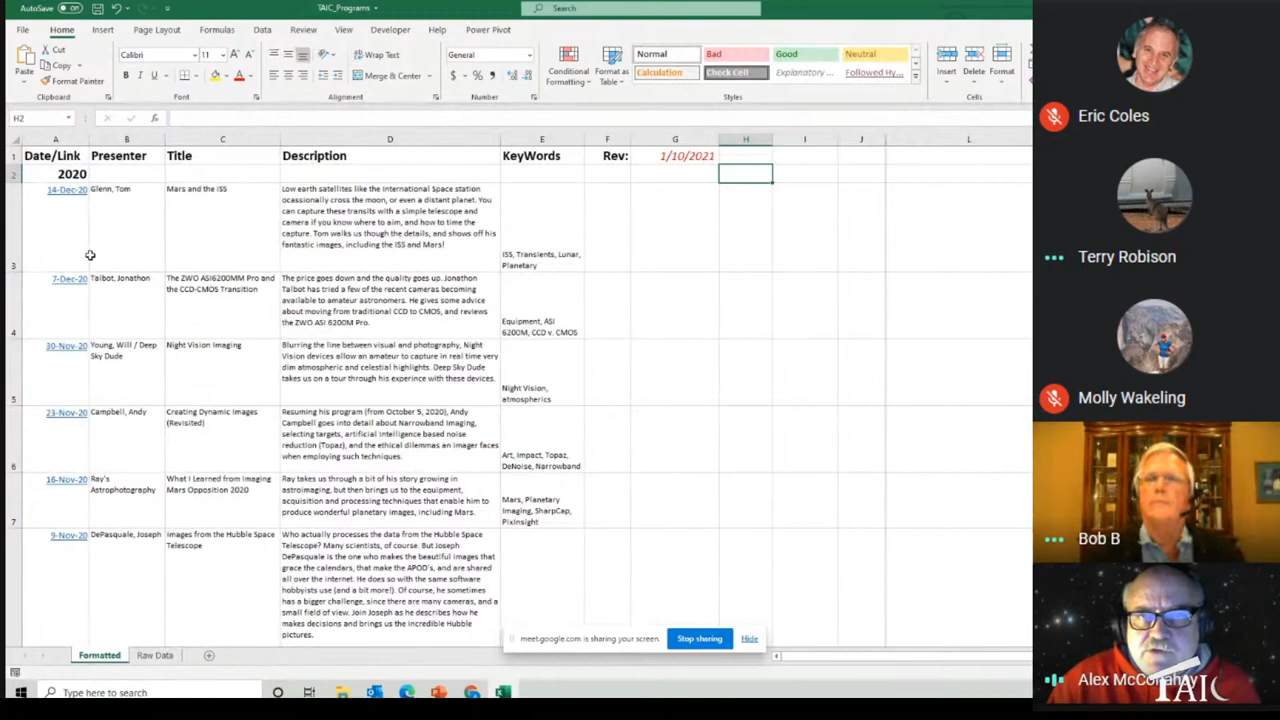 AutoSave Off TAIC_Programs Search
File Home Insert Page Layout Formulas Data Review View Developer Help Power Pivot
Paste Cut Copy Format Painter Clipboard
Calibri 11 B I U Font
Wrap Text Merge & Center Alignment
General $ % Number
Conditional Formatting Format as Table
Normal Bad Good Neutral
Calculation Check Cell Explanatory ... Followed Hy...
Styles
Insert Delete Format
Cells
H2 fx
A B C D E F G H I J L
1 Date/Link Presenter Title Description KeyWords Rev: 1/10/2021
2 2020
14-Dec-20 Glenn, Tom Mars and the ISS Low earth satellites like the International Space station
ocassionally cross the moon, or even a distant planet. You
can capture these transits with a simple telescope and
camera if you know where to aim, and how to time the
capture. Tom walks us though the details, and shows off his
fantastic images, including the ISS and Mars!
ISS, Transients, Lunar,
3 Planetary
7-Dec-20 Talbot, Jonathon The ZWO ASI6200MM Pro and The price goes down and the quality goes up. Jonathon
the CCD-CMOS Transition Talbot has tried a few of the recent cameras becoming
available to amateur astronomers. He gives some advice
about moving from traditional CCD to CMOS, and reviews
the ZWO ASI 6200M Pro.
Equipment, ASI
4 6200M, CCD v. CMOS
30-Nov-20 Young, Will / Deep Night Vision Imaging Blurring the line between visual and photography, Night
Sky Dude Vision devices allow an amateur to capture in real time very
dim atmospheric and celestial highlights. Deep Sky Dude
takes us on a tour through his experince with these devices.
Night Vision,
5 atmospherics
23-Nov-20 Campbell, Andy Creating Dynamic Images Resuming his program (from October 5, 2020), Andy
(Revisited) Campbell goes into detail about Narrowband Imaging,
selecting targets, artificial Intelligence based noise
reduction (Topaz), and the ethical dilemmas an imager faces
when employing such techniques.
Art, Impact, Topaz,
6 DeNoise, Narrowband
16-Nov-20 Ray's What I Learned from Imaging Ray takes us through a bit of his story growing in
Astrophotography Mars Opposition 2020 astroimaging, but then brings us to the equipment,
acquisition and processing techniques that enable him to
produce wonderful planetary images, including Mars.
Mars, Planetary
Imaging, SharpCap,
7 PixInsight
9-Nov-20 DePasquale, Joseph Images from the Hubble Space Who actually processes the data from the Hubble Space
Telescope Telescope? Many scientists, of course. But Joseph
DePasquale is the one who makes the beautiful images that
grace the calendars, that make the APOD's, and are shared
all over the internet. He does so with the same software
hobbyists use (and a bit more!). Of course, he sometimes
has a bigger challenge, since there are many cameras, and a
small field of view. Join Joseph as he describes how he
makes decisions and brings us the incredible Hubble
pictures.
meet.google.com is sharing your screen. Stop sharing Hide
Formatted Raw Data
Type here to search
Eric Coles
Terry Robison
Molly Wakeling
Bob B
Alex McConahay
TAIC